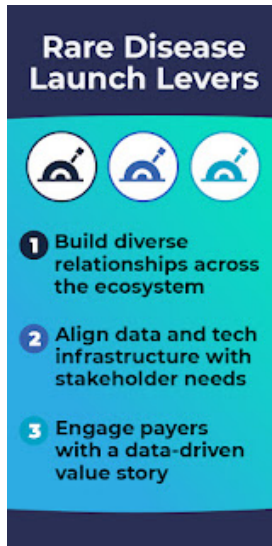 Rare Disease
Launch Levers
1 Build diverse
relationships across
the ecosystem
2 Align data and tech
infrastructure with
stakeholder needs
3 Engage payers
with a data-driven
value story